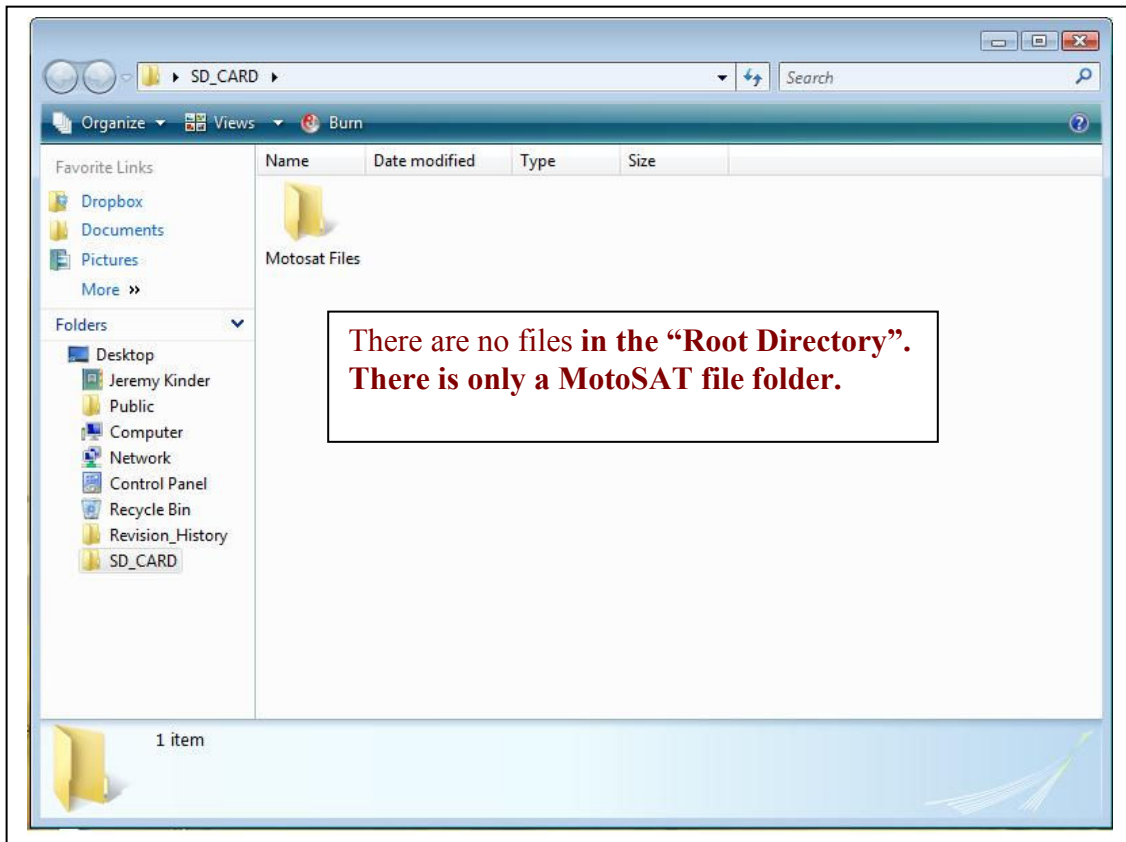 SD_CARD
Search
Organize Views Burn
Favorite Links
Dropbox
Documents
Pictures
More »
Folders
Desktop
Jeremy Kinder
Public
Computer
Network
Control Panel
Recycle Bin
Revision_History
SD_CARD
Name Date modified Type Size
Motosat Files
There are no files in the “Root Directory”.
There is only a MotoSAT file folder.
1 item